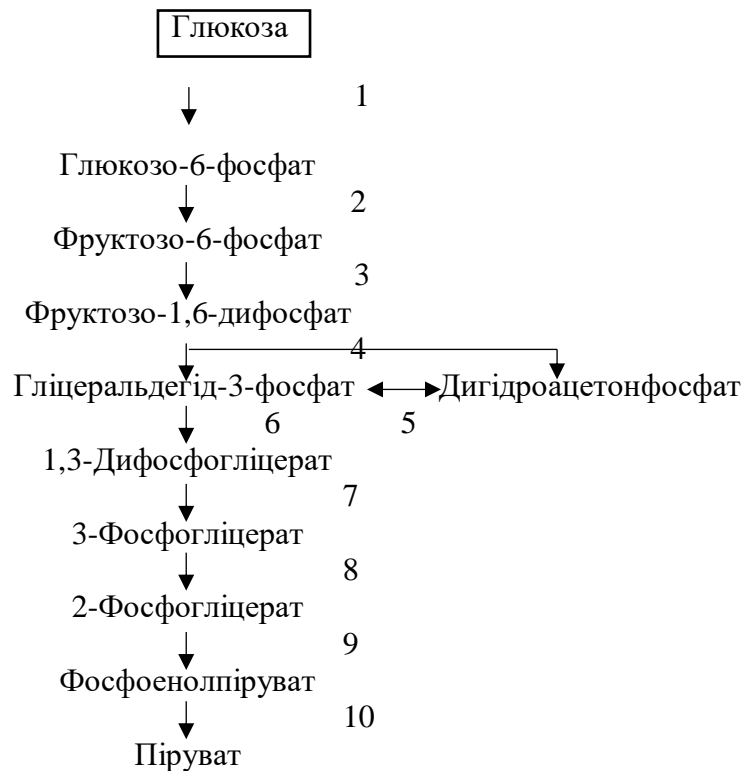 Глюкоза
1
Глюкозо-6-фосфат
2
Фруктозо-6-фосфат
3
Фруктозо-1,6-дифосфат
4
Гліцеральдегід-3-фосфат Дигідроацетонфосфат
6 5
1,3-Дифосфогліцерат
7
3-Фосфогліцерат
8
2-Фосфогліцерат
9
Фосфоенолпіруват
10
Піруват